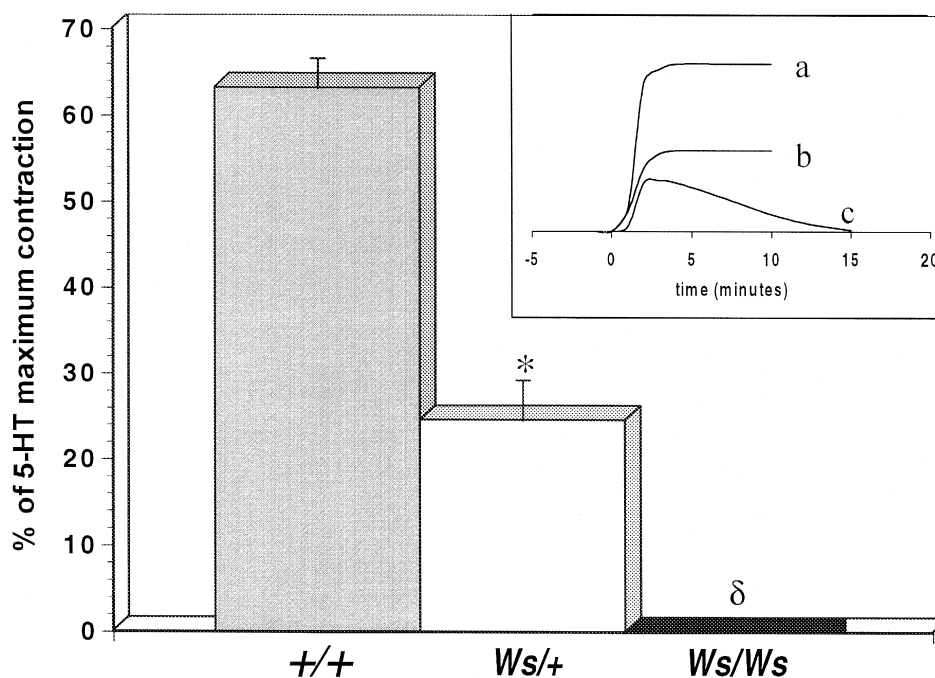 % of 5-HT maximum contraction
70
60
50
40
30
20
10
0
a
b
c
-5 0 5 10 15 20
time (minutes)
*
δ
+/+ Ws/+ Ws/Ws